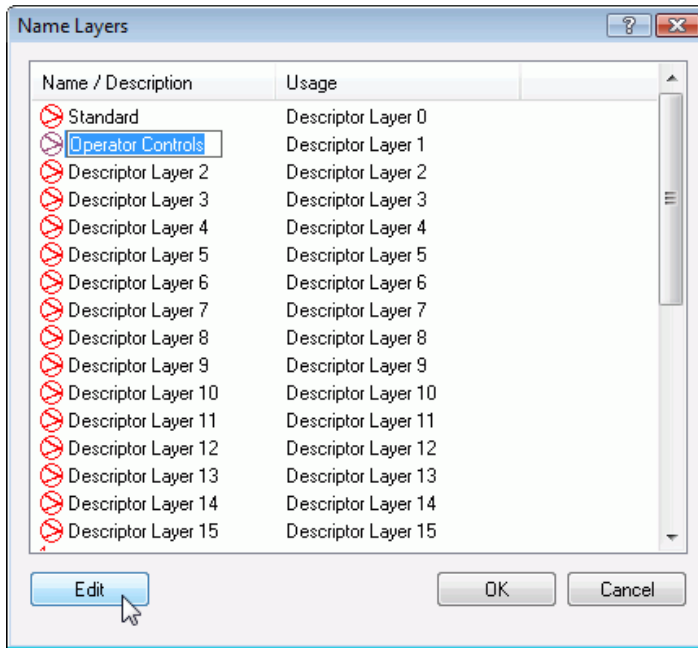 Name Layers
Name / Description Usage
Standard Descriptor Layer 0
Operator Controls Descriptor Layer 1
Descriptor Layer 2 Descriptor Layer 2
Descriptor Layer 3 Descriptor Layer 3
Descriptor Layer 4 Descriptor Layer 4
Descriptor Layer 5 Descriptor Layer 5
Descriptor Layer 6 Descriptor Layer 6
Descriptor Layer 7 Descriptor Layer 7
Descriptor Layer 8 Descriptor Layer 8
Descriptor Layer 9 Descriptor Layer 9
Descriptor Layer 10 Descriptor Layer 10
Descriptor Layer 11 Descriptor Layer 11
Descriptor Layer 12 Descriptor Layer 12
Descriptor Layer 13 Descriptor Layer 13
Descriptor Layer 14 Descriptor Layer 14
Descriptor Layer 15 Descriptor Layer 15
Edit OK Cancel